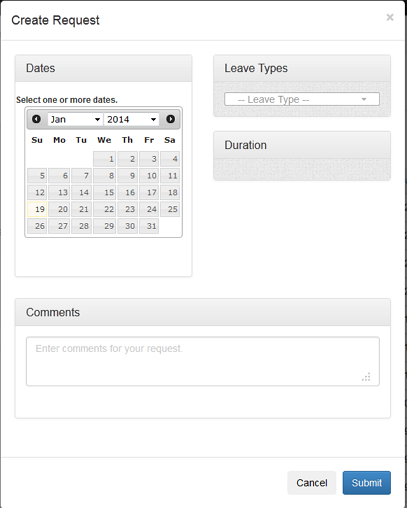 Create Request
×
Dates
Select one or more dates.
Jan 2014
Su Mo Tu We Th Fr Sa
1 2 3 4
5 6 7 8 9 10 11
12 13 14 15 16 17 18
19 20 21 22 23 24 25
26 27 28 29 30 31
Leave Types
-- Leave Type --
Duration
Comments
Enter comments for your request.
Cancel Submit